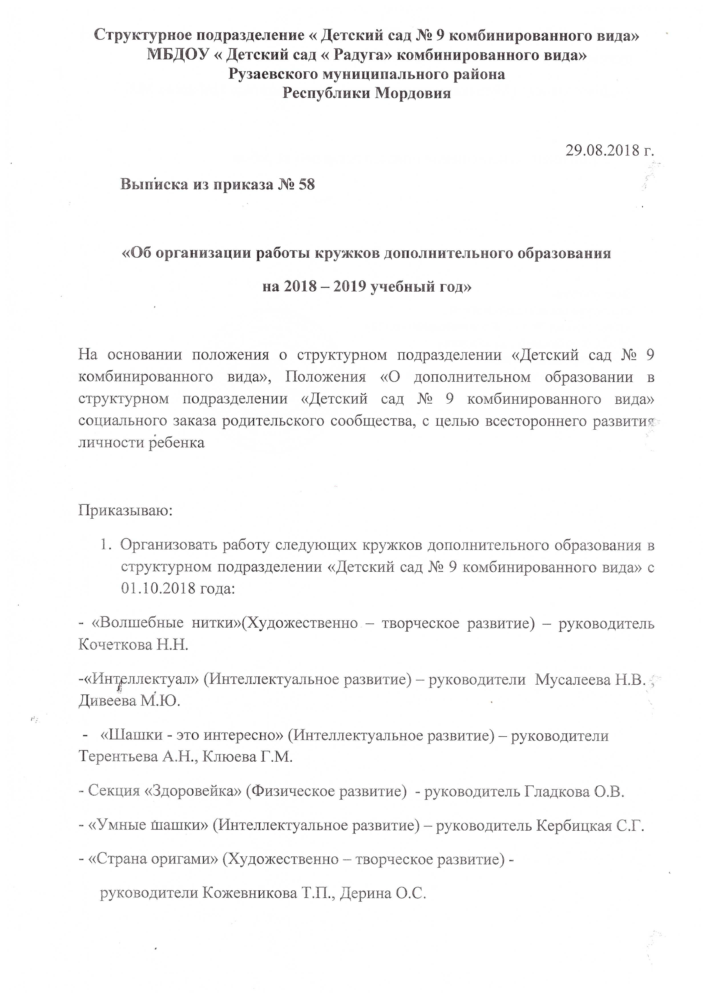 Структурное подразделение « Детский сад № 9 комбинированного вида»
МБДОУ « Детский сад « Радуга» комбинированного вида»
Рузаевского муниципального района
Республики Мордовия
29.08.2018 г.
Выписка из приказа № 58
«Об организации работы кружков дополнительного образования
на 2018 – 2019 учебный год»
На основании положения о структурном подразделении «Детский сад № 9
комбинированного вида», Положения «О дополнительном образовании в
структурном подразделении «Детский сад № 9 комбинированного вида»
социального заказа родительского сообщества, с целью всестороннего развития
личности ребенка
Приказываю:
1. Организовать работу следующих кружков дополнительного образования в
структурном подразделении «Детский сад № 9 комбинированного вида» с
01.10.2018 года:
- «Волшебные нитки»(Художественно – творческое развитие) – руководитель
Кочеткова Н.Н.
-«Интеллектуал» (Интеллектуальное развитие) – руководители Мусалеева Н.В. ,
Дивеева М.Ю.
- «Шашки - это интересно» (Интеллектуальное развитие) – руководители
Терентьева А.Н., Клюева Г.М.
- Секция «Здоровейка» (Физическое развитие) - руководитель Гладкова О.В.
- «Умные шашки» (Интеллектуальное развитие) – руководитель Кербицкая С.Г.
- «Страна оригами» (Художественно – творческое развитие) -
руководители Кожевникова Т.П., Дерина О.С.